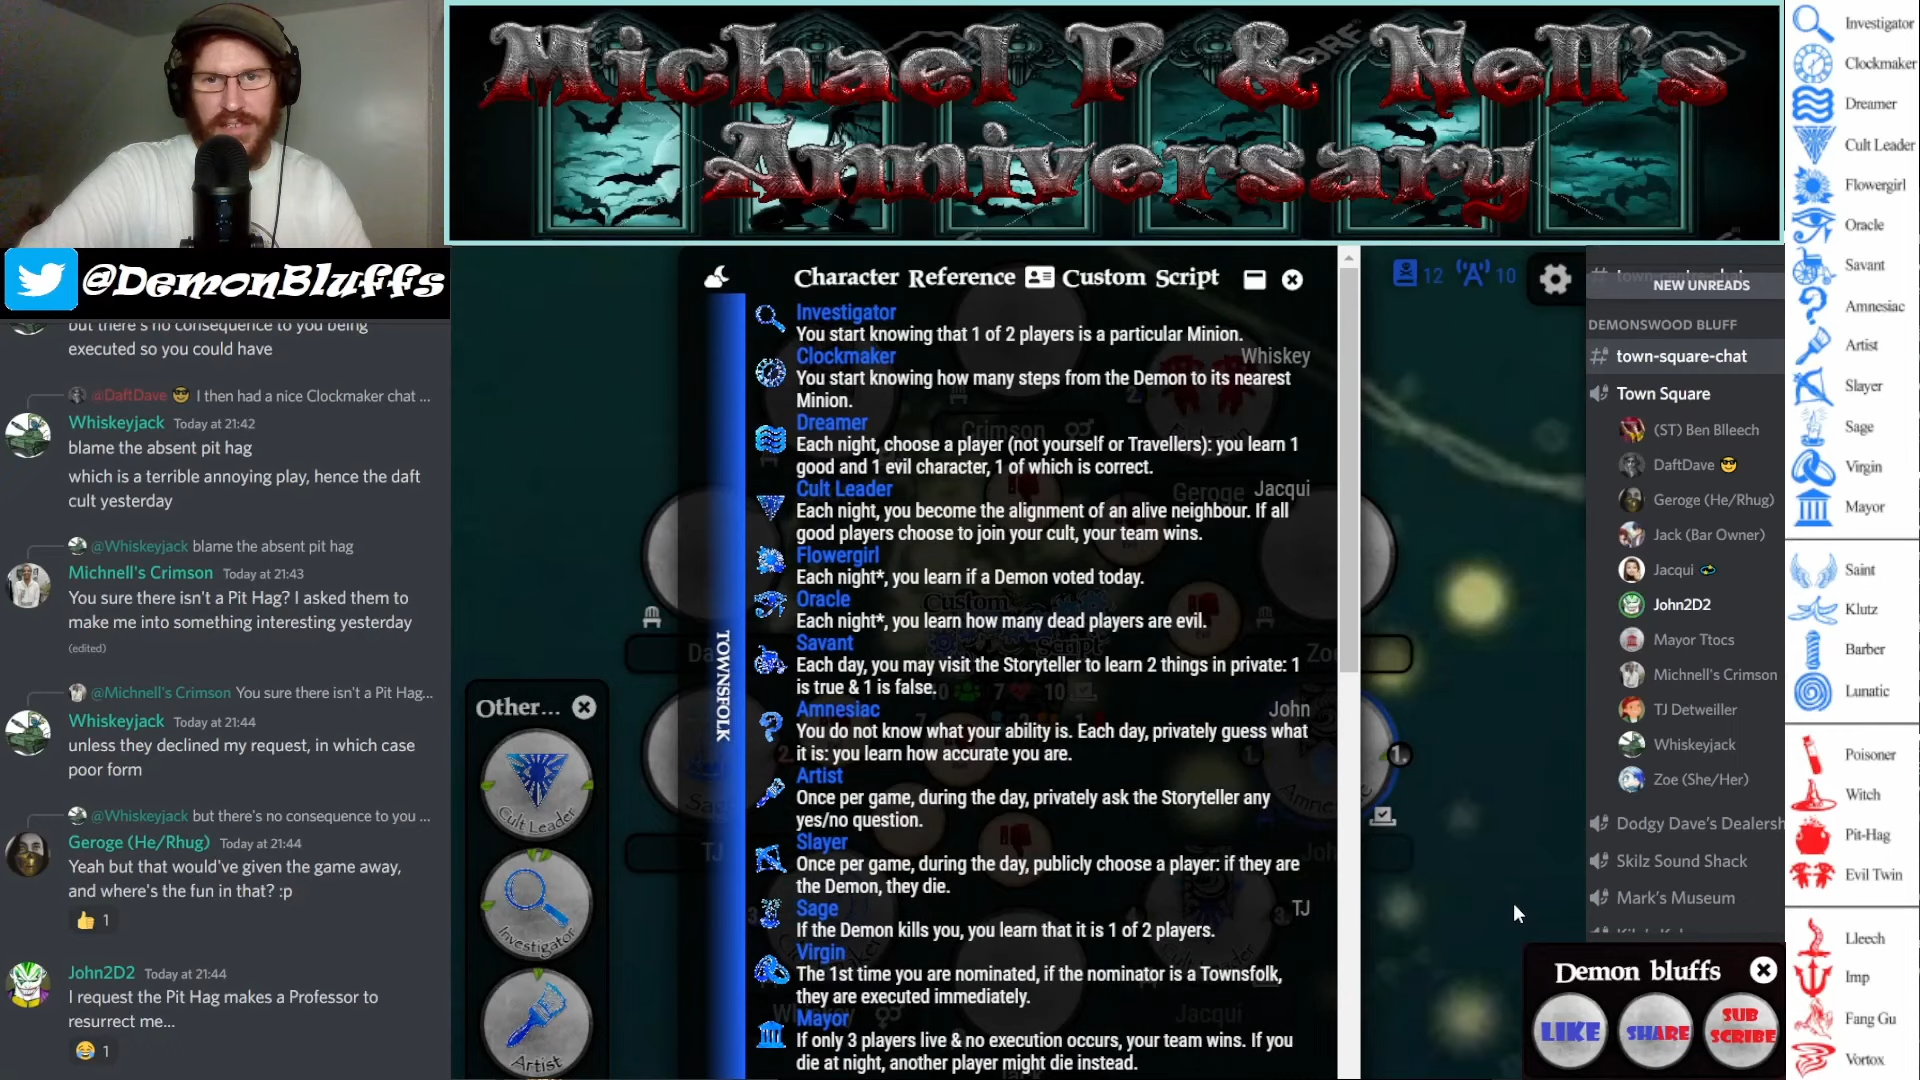 Michael P & Nell's
Anniversary
@DemonBluffs
but there's no consequence to you being
executed so you could have
@DaftDave 😎 I then had a nice Clockmaker chat ...
Whiskeyjack Today at 21:42
blame the absent pit hag
which is a terrible annoying play, hence the daft
cult yesterday
@Whiskeyjack blame the absent pit hag
Michnell's Crimson Today at 21:43
You sure there isn't a Pit Hag? I asked them to
make me into something interesting yesterday
(edited)
@Michnell's Crimson You sure there isn't a Pit Hag...
Whiskeyjack Today at 21:44
unless they declined my request, in which case
poor form
@Whiskeyjack but there's no consequence to you ...
Geroge (He/Rhug) Today at 21:44
Yeah but that would've given the game away,
and where's the fun in that? :p
👍 1
John2D2 Today at 21:44
I request the Pit Hag makes a Professor to
resurrect me...
😂 1
Other...
Cult Leader
Investigator
Artist
Character Reference Custom Script
TOWNSFOLK
Investigator
You start knowing that 1 of 2 players is a particular Minion.
Clockmaker Whiskey
You start knowing how many steps from the Demon to its nearest
Minion.
Dreamer
Each night, choose a player (not yourself or Travellers): you learn 1
good and 1 evil character, 1 of which is correct.
Cult Leader Jacqui
Each night, you become the alignment of an alive neighbour. If all
good players choose to join your cult, your team wins.
Flowergirl
Each night*, you learn if a Demon voted today.
Oracle
Each night*, you learn how many dead players are evil.
Savant
Each day, you may visit the Storyteller to learn 2 things in private: 1
is true & 1 is false.
Amnesiac John
You do not know what your ability is. Each day, privately guess what
it is: you learn how accurate you are.
Artist
Once per game, during the day, privately ask the Storyteller any
yes/no question.
Slayer
Once per game, during the day, publicly choose a player: if they are
the Demon, they die.
Sage TJ
If the Demon kills you, you learn that it is 1 of 2 players.
Virgin
The 1st time you are nominated, if the nominator is a Townsfolk,
they are executed immediately.
Mayor
If only 3 players live & no execution occurs, your team wins. If you
die at night, another player might die instead.
Crimson
Geroge
Custom
Script
Zo
Da
Sage
TJ
Joh
Whiskey
Jacqui
1.
12 10
NEW UNREADS
DEMONSWOOD BLUFF
town-square-chat
Town Square
(ST) Ben Blleech
DaftDave 😎
Geroge (He/Rhug)
Jack (Bar Owner)
Jacqui
John2D2
Mayor Ttocs
Michnell's Crimson
TJ Detweiller
Whiskeyjack
Zoe (She/Her)
Dodgy Dave's Dealersh
Skilz Sound Shack
Mark's Museum
Demon bluffs
LIKE
SHARE
SUB
SCRIBE
Investigator
Clockmaker
Dreamer
Cult Leader
Flowergirl
Oracle
Savant
Amnesiac
Artist
Slayer
Sage
Virgin
Mayor
Saint
Klutz
Barber
Lunatic
Poisoner
Witch
Pit-Hag
Evil Twin
Lleech
Imp
Fang Gu
Vortox